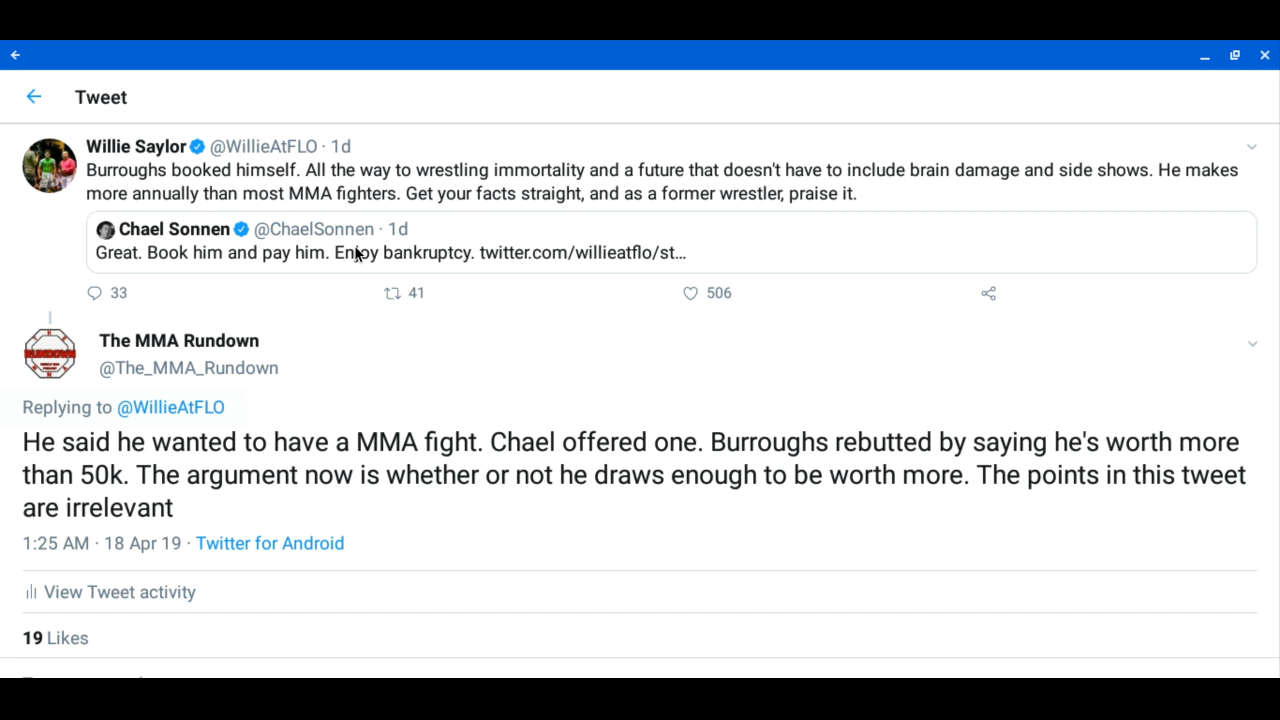 Tweet
Willie Saylor @WillieAtFLO · 1d
Burroughs booked himself. All the way to wrestling immortality and a future that doesn't have to include brain damage and side shows. He makes
more annually than most MMA fighters. Get your facts straight, and as a former wrestler, praise it.
Chael Sonnen @ChaelSonnen · 1d
Great. Book him and pay him. Enjoy bankruptcy. twitter.com/willieatflo/st…
33 41 506
The MMA Rundown
@The_MMA_Rundown
RUNDOWN
Replying to @WillieAtFLO
He said he wanted to have a MMA fight. Chael offered one. Burroughs rebutted by saying he's worth more
than 50k. The argument now is whether or not he draws enough to be worth more. The points in this tweet
are irrelevant
1:25 AM · 18 Apr 19 · Twitter for Android
View Tweet activity
19 Likes